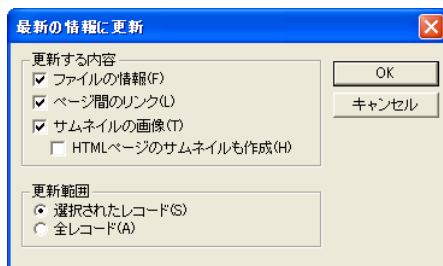 最新の情報に更新
更新する内容
ファイルの情報(F)
ページ間のリンク(L)
サムネイルの画像(T)
HTMLページのサムネイルも作成(H)
更新範囲
選択されたレコード(S)
全レコード(A)
OK
キャンセル